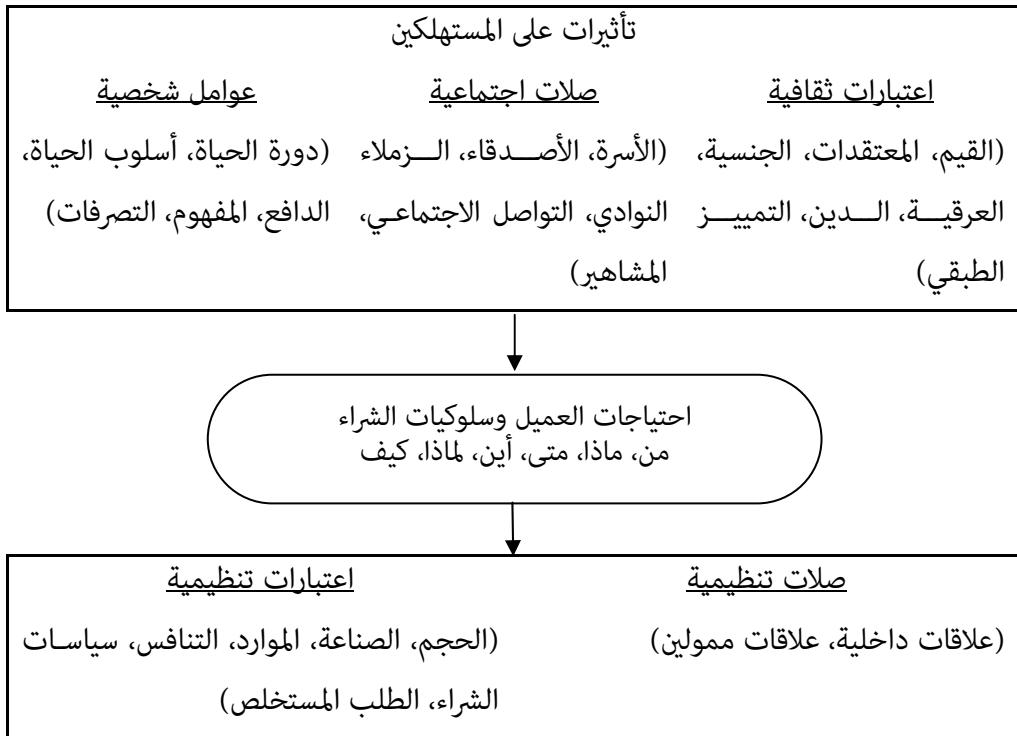 تأثيرات على المستهلكين
اعتبارات ثقافية
(القيم، المعتقدات، الجنسية،
العرقية، الدين، التمييز
الطبقي)
صلات اجتماعية
(الأسرة، الأصدقاء، الزملاء
النوادي، التواصل الاجتماعي،
المشاهير)
عوامل شخصية
(دورة الحياة، أسلوب الحياة،
الدافع، المفهوم، التصرفات)
احتياجات العميل وسلوكيات الشراء
من، ماذا، متى، أين، لماذا، كيف
صلات تنظيمية
(علاقات داخلية، علاقات ممولين)
اعتبارات تنظيمية
(الحجم، الصناعة، الموارد، التنافس، سياسات
الشراء، الطلب المستخلص)